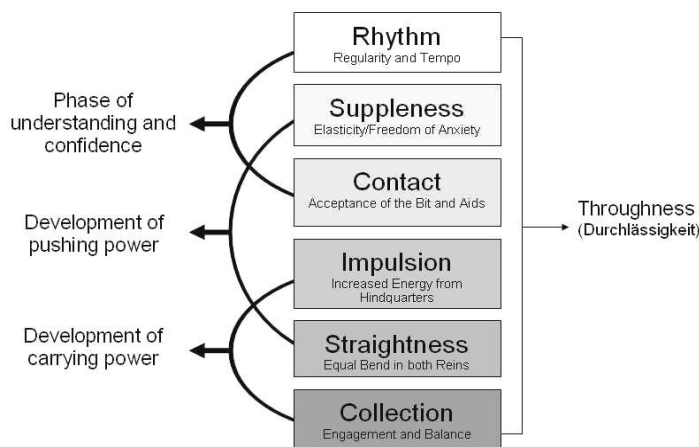 Rhythm
Regularity and Tempo
Phase of
understanding and
confidence
Suppleness
Elasticity/Freedom of Anxiety
Contact
Acceptance of the Bit and Aids
Development of
pushing power
Throughness
(Durchlässigkeit)
Impulsion
Increased Energy from
Hindquarters
Development of
carrying power
Straightness
Equal Bend in both Reins
Collection
Engagement and Balance